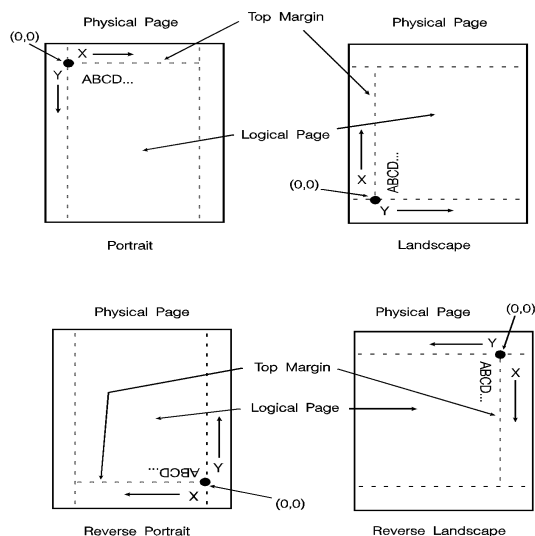 Physical Page
Top Margin
Physical Page
(0,0)
X
Y
ABCD...
Logical Page
X
ABCD...
(0,0)
Y
Portrait
Landscape
Physical Page
Physical Page
(0,0)
Y
Top Margin
ABCD...
X
Logical Page
Y
ABCD...
X
(0,0)
Reverse Portrait
Reverse Landscape